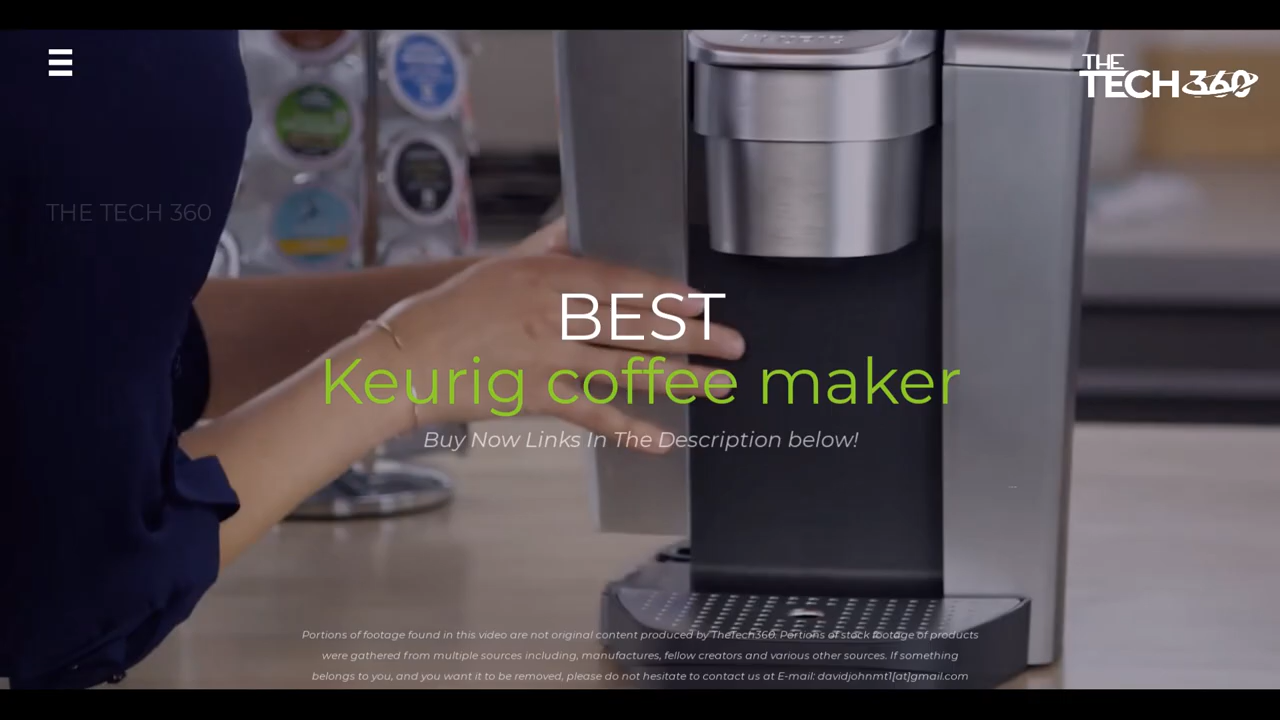 THE
TECH 360
THE TECH 360
BEST
Keurig coffee maker
Buy Now Links In The Description below!
Portions of footage found in this video are not original content produced by TheTech360. Portions of stock footage of products
were gathered from multiple sources including, manufactures, fellow creators and various other sources. If something
belongs to you, and you want it to be removed, please do not hesitate to contact us at E-mail: davidjohnmt1[at]gmail.com